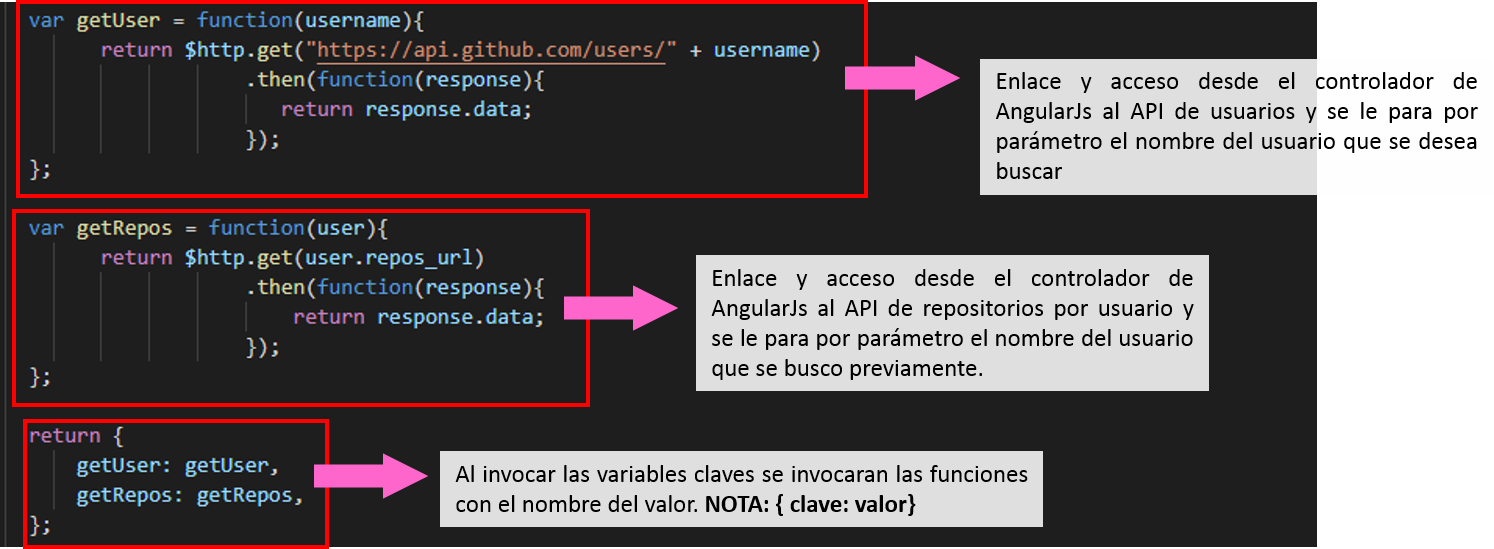 var getUser = function(username){
return $http.get("https://api.github.com/users/" + username)
.then(function(response){
return response.data;
});
};
Enlace y acceso desde el controlador de
AngularJs al API de usuarios y se le para por
parámetro el nombre del usuario que se desea
buscar
var getRepos = function(user){
return $http.get(user.repos_url)
.then(function(response){
return response.data;
});
};
Enlace y acceso desde el controlador de
AngularJs al API de repositorios por usuario y
se le para por parámetro el nombre del usuario
que se busco previamente.
return {
getUser: getUser,
getRepos: getRepos,
};
Al invocar las variables claves se invocaran las funciones
con el nombre del valor. NOTA: { clave: valor}